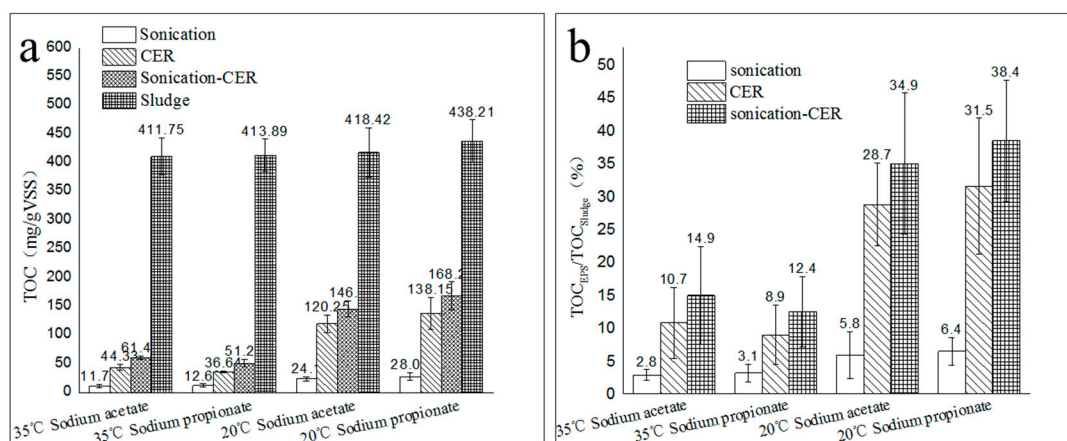 a
Sonication
CER
Sonication-CER
Sludge
TOC (mg/gVSS)
600
550
500
450
400
350
300
250
200
150
100
50
0
11.7
44.33
61.4
411.75
12.6
36.64
51.2
413.89
24.
120.25
146.
418.42
28.0
138.15
168.2
438.21
35℃ Sodium acetate
35℃ Sodium propionate
20℃ Sodium acetate
20℃ Sodium propionate
b
sonication
CER
sonication-CER
TOC_EPS/TOC_Sludge (%)
50
45
40
35
30
25
20
15
10
5
0
2.8
10.7
14.9
3.1
8.9
12.4
5.8
28.7
34.9
6.4
31.5
38.4
35℃ Sodium acetate
35℃ Sodium propionate
20℃ Sodium acetate
20℃ Sodium propionate